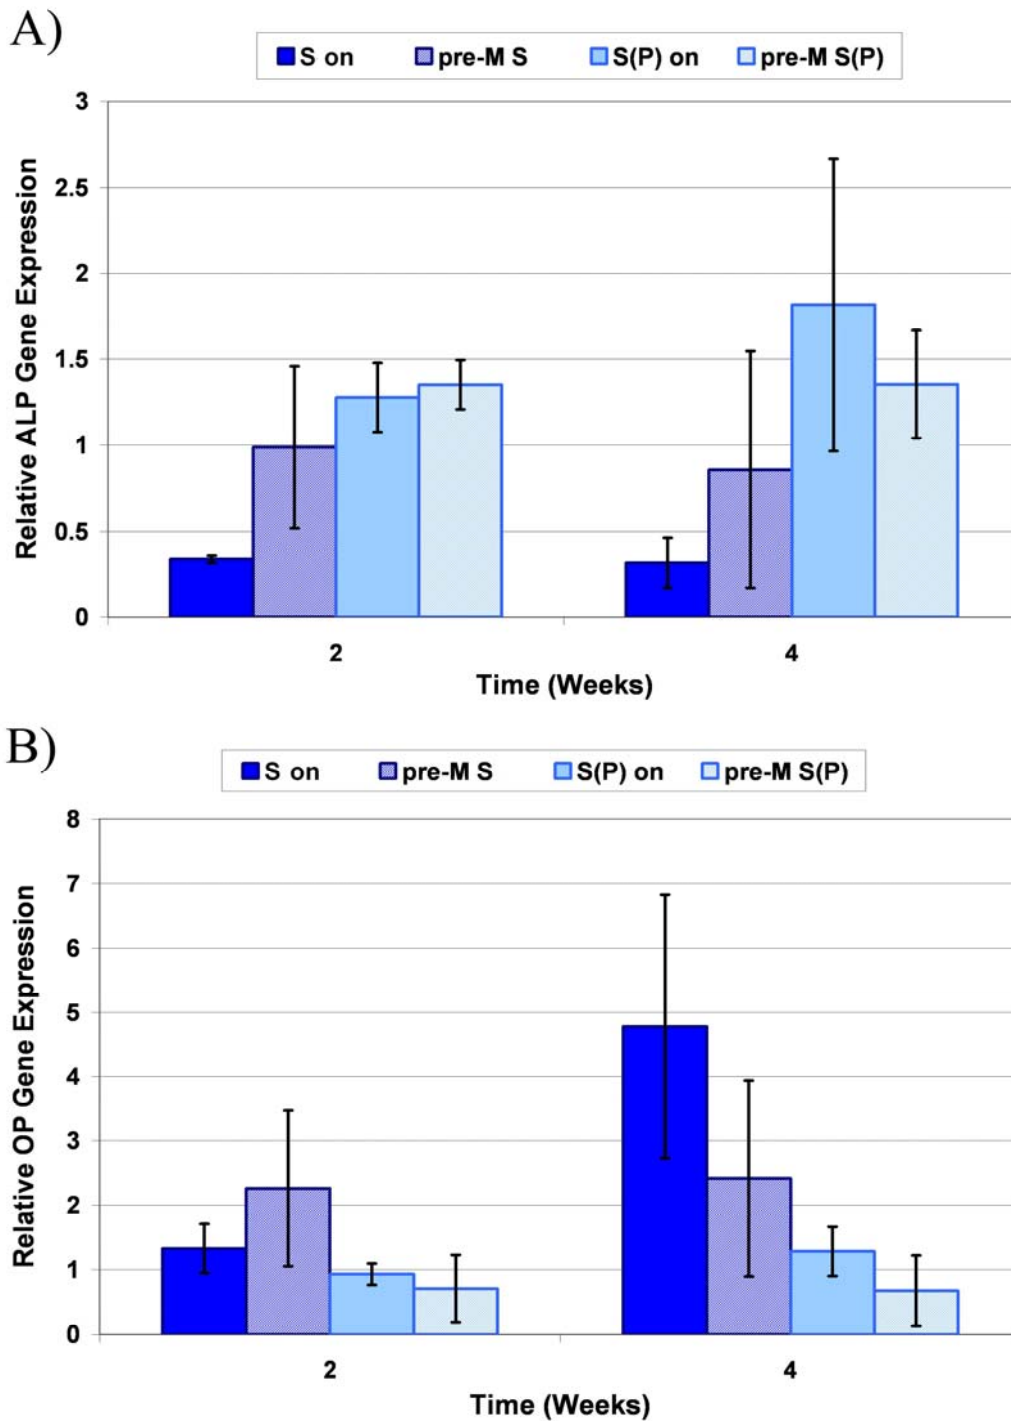 A)
S on pre-M S S(P) on pre-M S(P)
3
2.5
2
1.5
1
0.5
0
Relative ALP Gene Expression
2 4
Time (Weeks)
B)
S on pre-M S S(P) on pre-M S(P)
8
7
6
5
4
3
2
1
0
Relative OP Gene Expression
2 4
Time (Weeks)